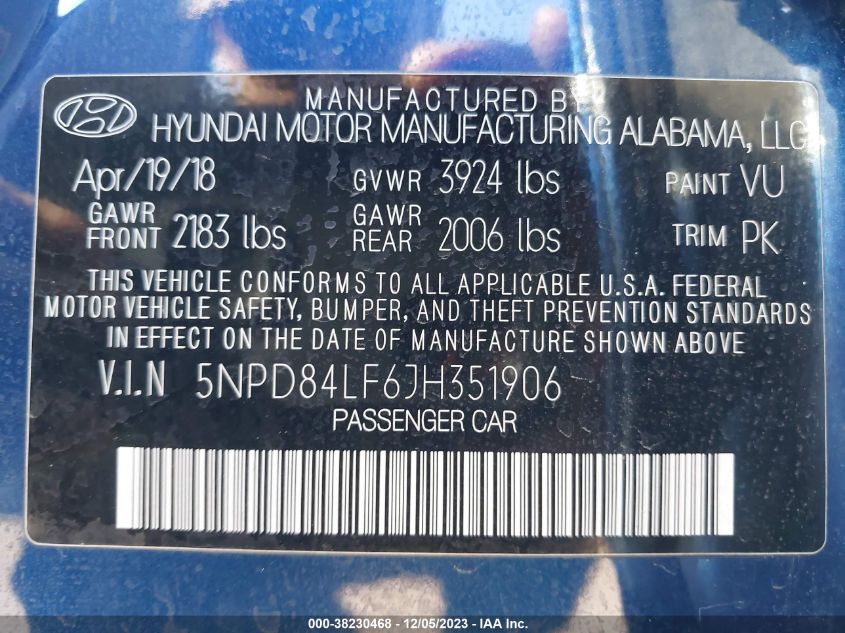 MANUFACTURED BY
HYUNDAI MOTOR MANUFACTURING ALABAMA, LLC
Apr/19/18 GVWR 3924 lbs PAINT VU
GAWR FRONT 2183 lbs GAWR REAR 2006 lbs TRIM PK
THIS VEHICLE CONFORMS TO ALL APPLICABLE U.S.A. FEDERAL
MOTOR VEHICLE SAFETY, BUMPER, AND THEFT PREVENTION STANDARDS
IN EFFECT ON THE DATE OF MANUFACTURE SHOWN ABOVE
V.I.N 5NPD84LF6JH351906
PASSENGER CAR
000-38230468 - 12/05/2023 - IAA Inc.